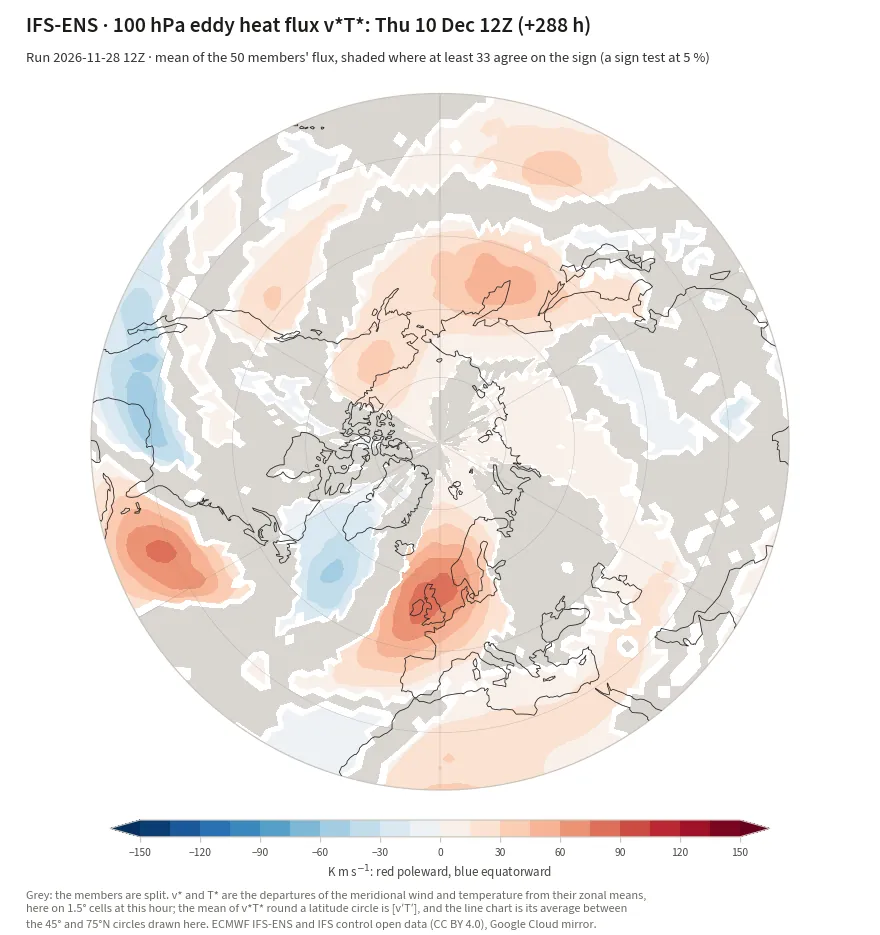 IFS-ENS · 100 hPa eddy heat flux v*T*: Thu 10 Dec 12Z (+288 h)
Run 2026-11-28 12Z · mean of the 50 members' flux, shaded where at least 33 agree on the sign (a sign test at 5 %)
−150 −120 −90 −60 −30 0 30 60 90 120 150
K m s⁻¹: red poleward, blue equatorward
Grey: the members are split. v* and T* are the departures of the meridional wind and temperature from their zonal means,
here on 1.5° cells at this hour; the mean of v*T* round a latitude circle is [v'T'], and the line chart is its average between
the 45° and 75°N circles drawn here. ECMWF IFS-ENS and IFS control open data (CC BY 4.0), Google Cloud mirror.